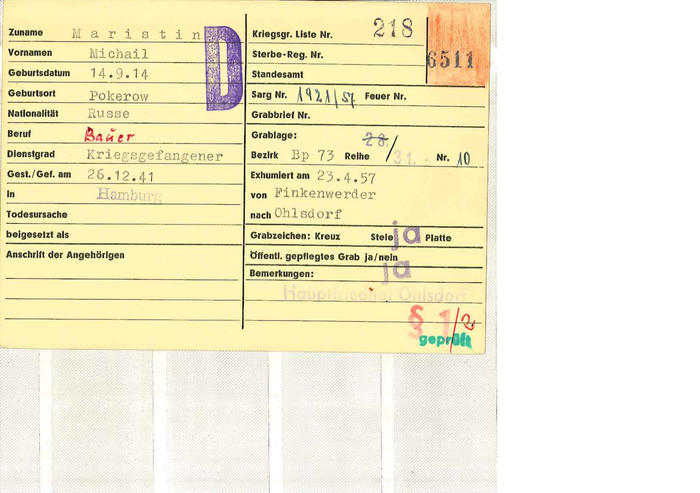 Zuname Maristin
Vornamen Michail
Geburtsdatum 14.9.14
Geburtsort Pokerow
Nationalität Russe
Beruf Bauer
Dienstgrad Kriegsgefangener
Gest./Gef. am 26.12.41
in Hamburg
Todesursache
beigesetzt als
Anschrift der Angehörigen
D
Kriegsgr. Liste Nr. 218
Sterbe-Reg. Nr.
6511
Standesamt
Sarg Nr. 1921/57 Feuer Nr.
Grabbrief Nr.
Grablage: 28
Bezirk Bp 73 Reihe / 31. Nr. 10
Exhumiert am 23.4.57
von Finkenwerder
nach Ohlsdorf
Grabzeichen: Kreuz Stele ja Platte
Öffentl. gepflegtes Grab ja/nein
ja
Bemerkungen:
Hauptfriedhof Ohlsdorf
§ 1/2
geprüft